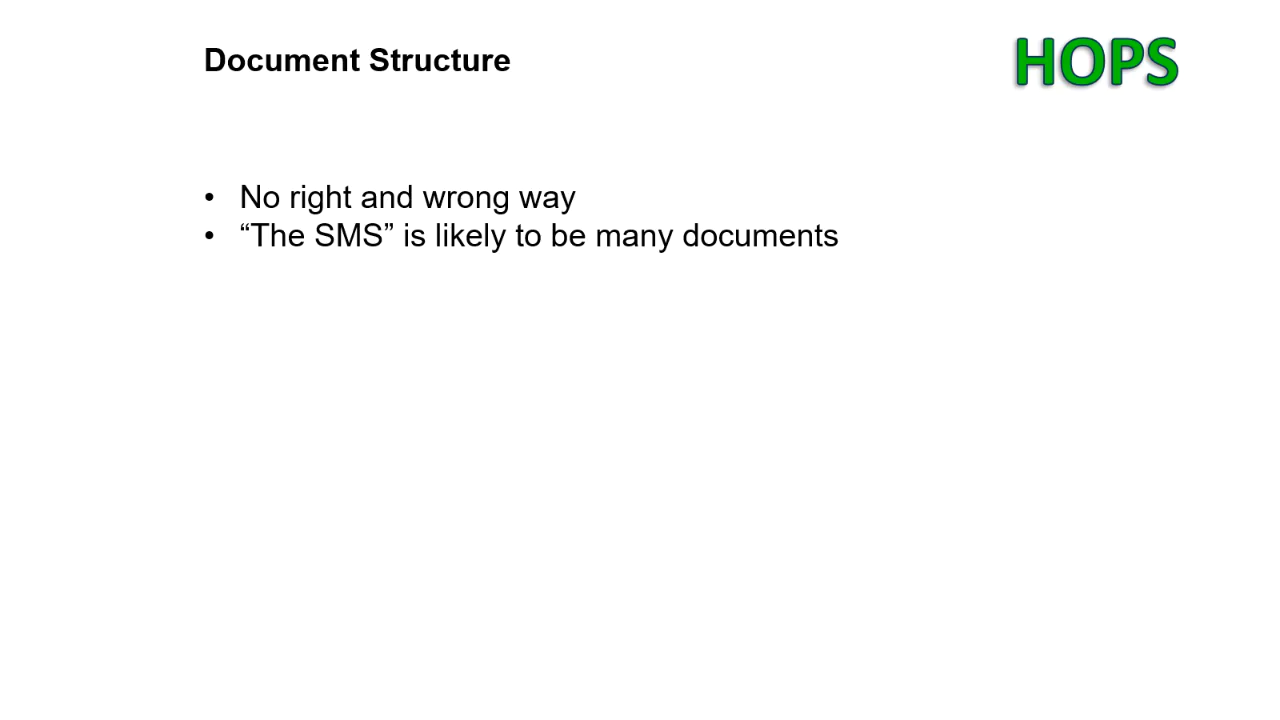 Document Structure
HOPS
• No right and wrong way
• “The SMS” is likely to be many documents